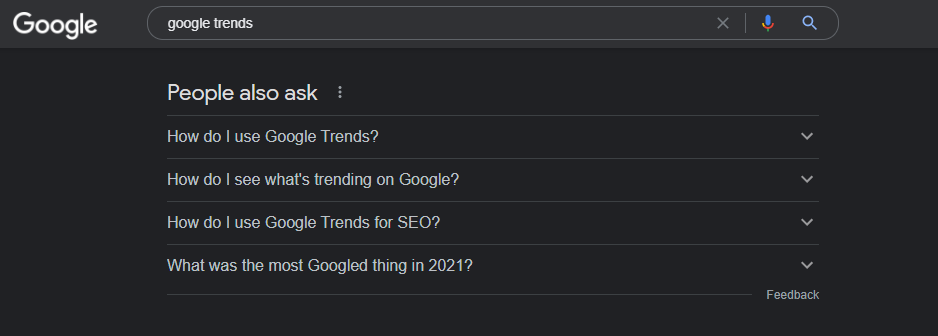 Google
google trends
People also ask
How do I use Google Trends?
How do I see what's trending on Google?
How do I use Google Trends for SEO?
What was the most Googled thing in 2021?
Feedback